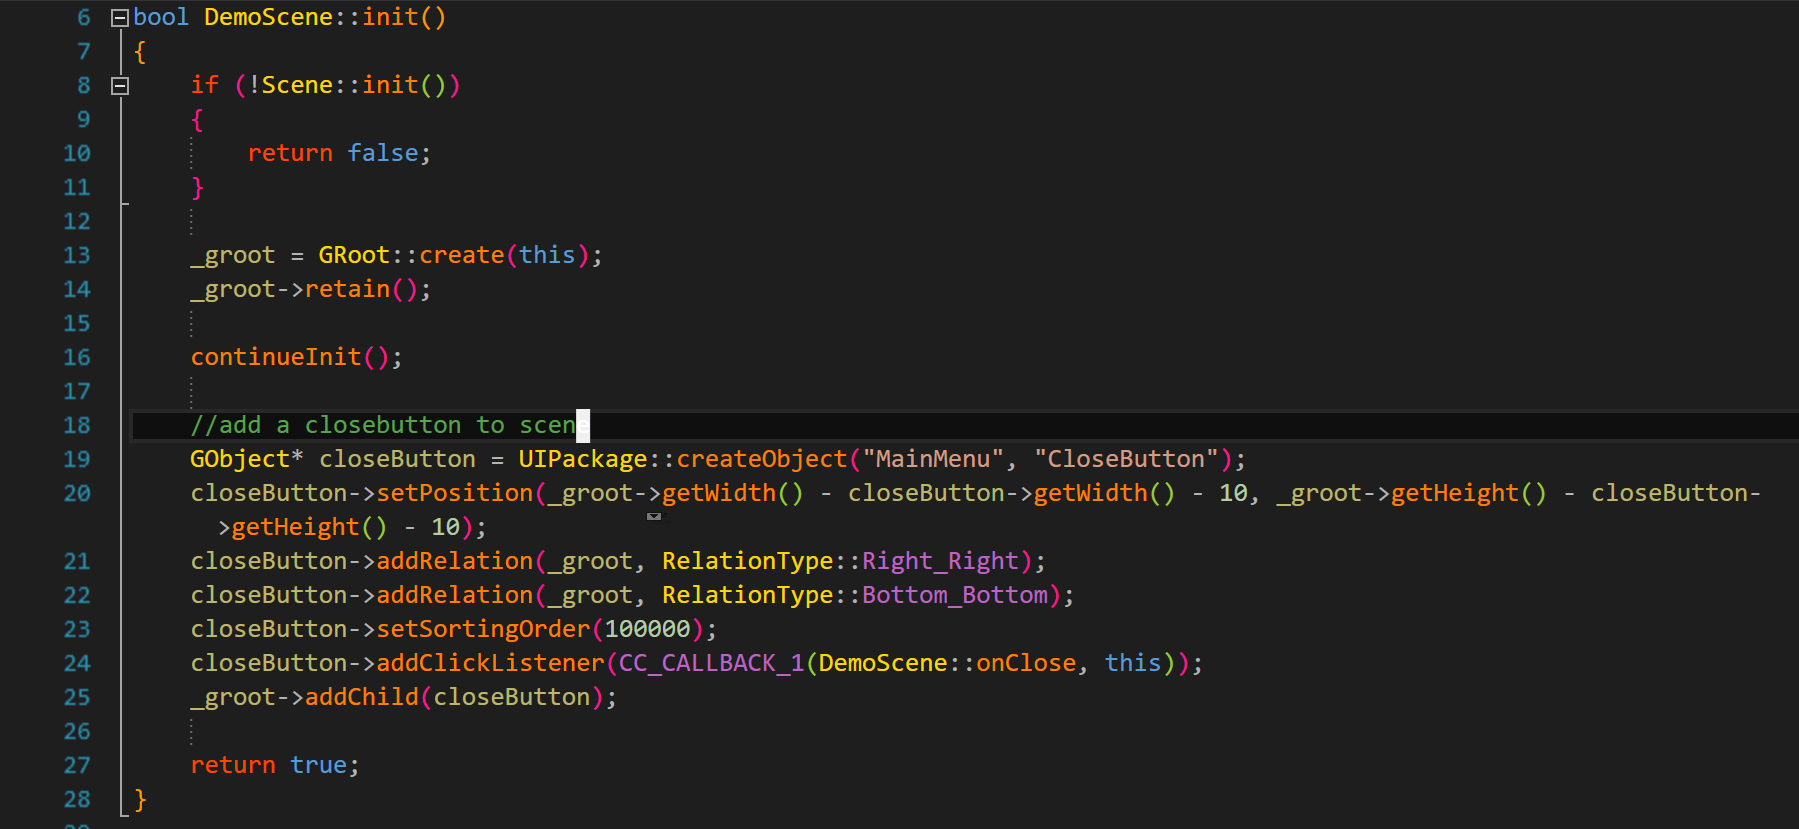 6 bool DemoScene::init()
7 {
8 if (!Scene::init())
9 {
10 return false;
11 }
12
13 _groot = GRoot::create(this);
14 _groot->retain();
15
16 continueInit();
17
18 //add a closebutton to scene
19 GObject* closeButton = UIPackage::createObject("MainMenu", "CloseButton");
20 closeButton->setPosition(_groot->getWidth() - closeButton->getWidth() - 10, _groot->getHeight() - closeButton-
>getHeight() - 10);
21 closeButton->addRelation(_groot, RelationType::Right_Right);
22 closeButton->addRelation(_groot, RelationType::Bottom_Bottom);
23 closeButton->setSortingOrder(100000);
24 closeButton->addClickListener(CC_CALLBACK_1(DemoScene::onClose, this));
25 _groot->addChild(closeButton);
26
27 return true;
28 }